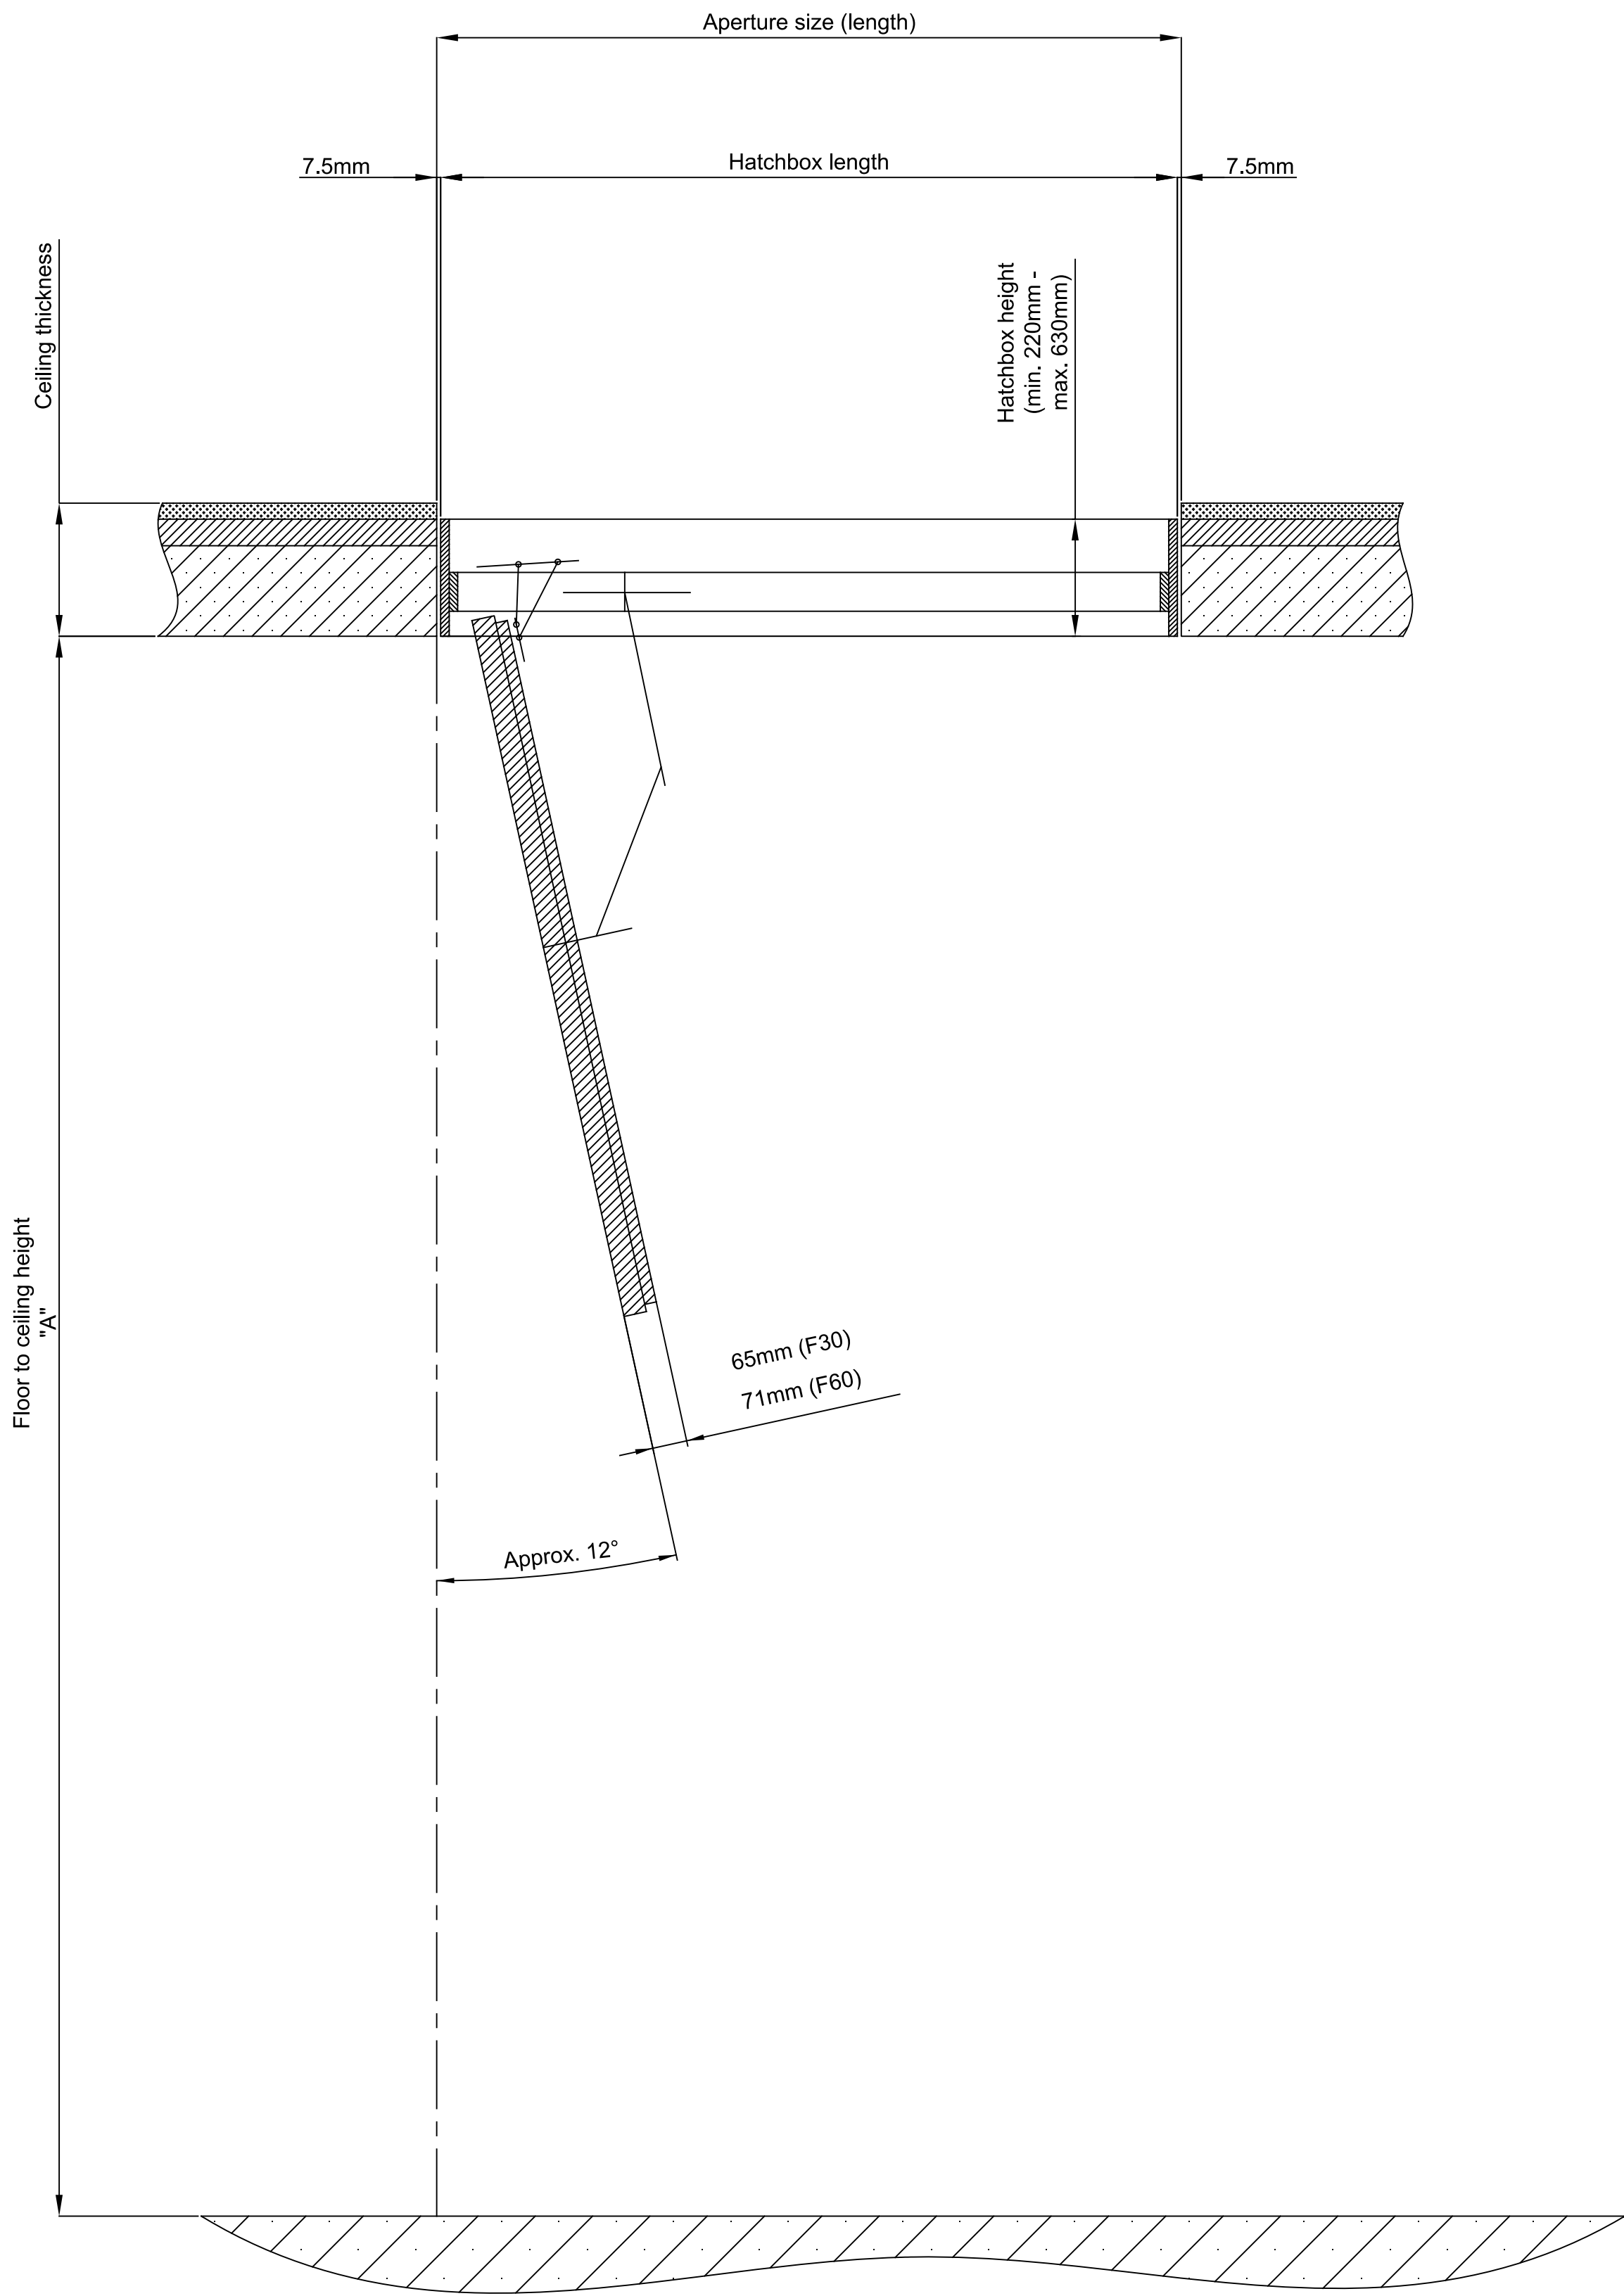 Aperture size (length)
7.5mm
Hatchbox length
7.5mm
Ceiling thickness
Hatchbox height
(min. 220mm -
max. 630mm)
Floor to ceiling height
"A"
65mm (F30)
71mm (F60)
Approx. 12°